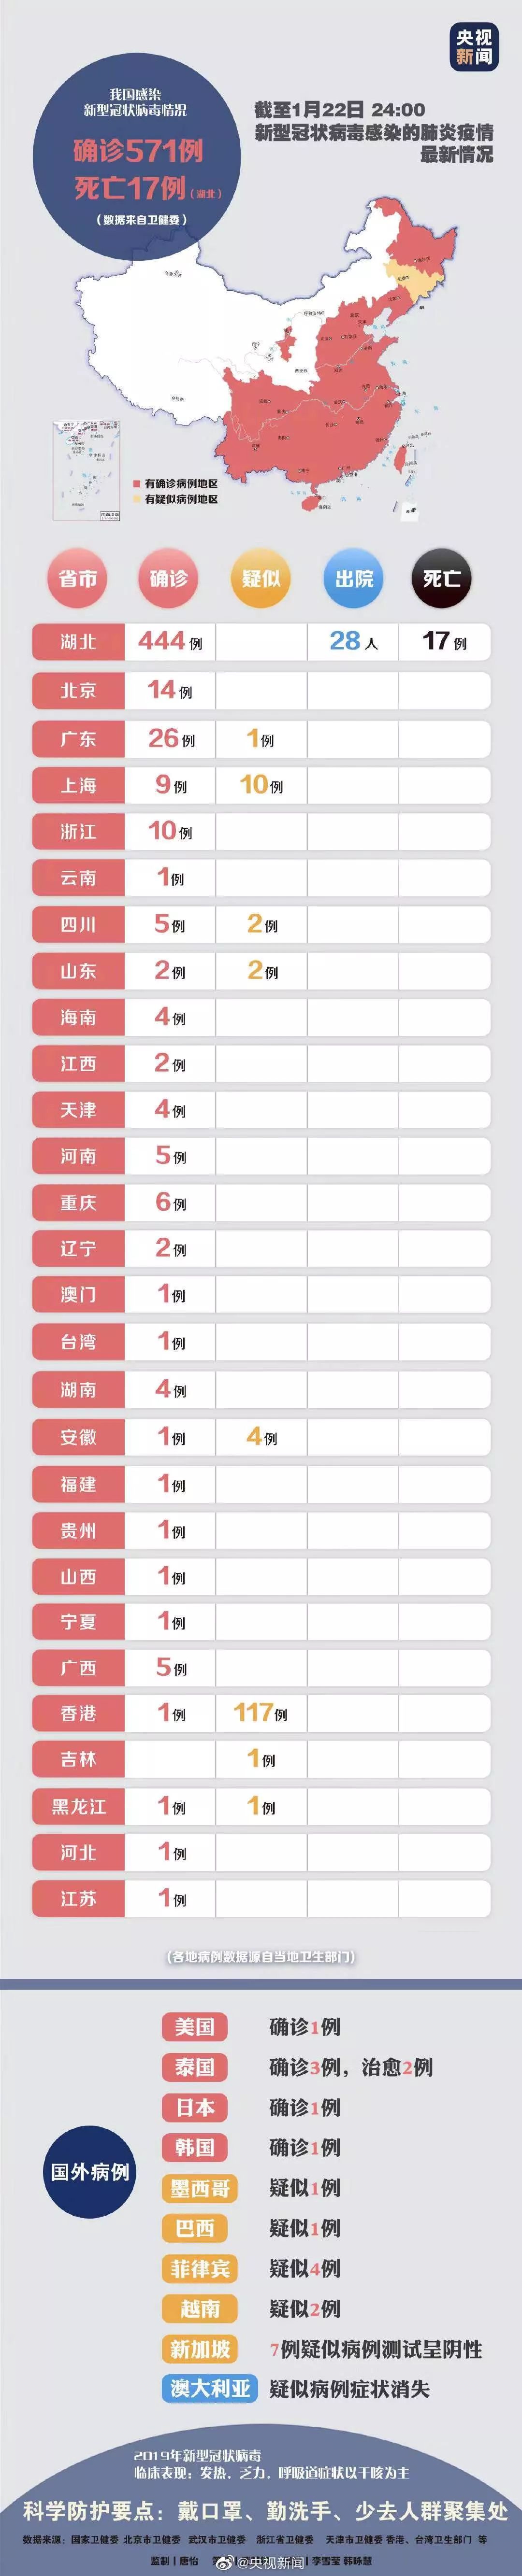 央视
新闻
我国感染
新型冠状病毒情况
确诊571例
死亡17例（湖北）
（数据来自卫健委）
截至1月22日 24:00
新型冠状病毒感染的肺炎疫情
最新情况
有确诊病例地区
有疑似病例地区
省市 确诊 疑似 出院 死亡
湖北 444例 28人 17例
北京 14例
广东 26例 1例
上海 9例 10例
浙江 10例
云南 1例
四川 5例 2例
山东 2例 2例
海南 4例
江西 2例
天津 4例
河南 5例
重庆 6例
辽宁 2例
澳门 1例
台湾 1例
湖南 4例
安徽 1例 4例
福建 1例
贵州 1例
山西 1例
宁夏 1例
广西 5例
香港 1例 117例
吉林 1例
黑龙江 1例 1例
河北 1例
江苏 1例
（各地病例数据源自当地卫生部门）
国外病例
美国 确诊1例
泰国 确诊3例，治愈2例
日本 确诊1例
韩国 确诊1例
墨西哥 疑似1例
巴西 疑似1例
菲律宾 疑似4例
越南 疑似2例
新加坡 7例疑似病例测试呈阴性
澳大利亚 疑似病例症状消失
2019年新型冠状病毒
临床表现：发热，乏力，呼吸道症状以干咳为主
科学防护要点：戴口罩、勤洗手、少去人群聚集处
数据来源：国家卫健委 北京市卫健委 武汉市卫健委 浙江省卫健委 天津市卫健委 香港、台湾卫生部门 等
监制丨唐怡 李雪莹 韩咏慧
@央视新闻